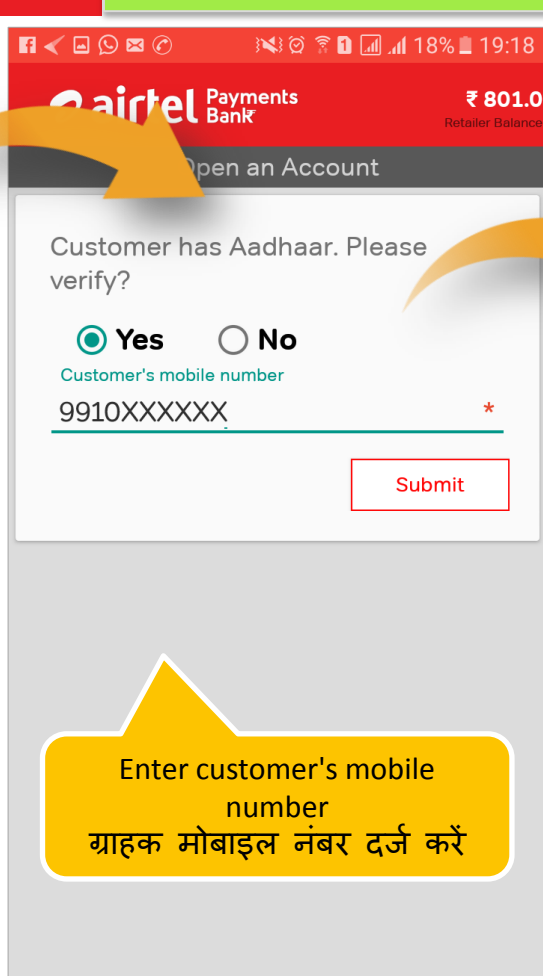 18% 19:18
airtel Payments Bank
₹ 801.0
Retailer Balance
Open an Account
Customer has Aadhaar. Please
verify?
Yes No
Customer's mobile number
9910XXXXXX *
Submit
Enter customer's mobile
number
ग्राहक मोबाइल नंबर दर्ज करें